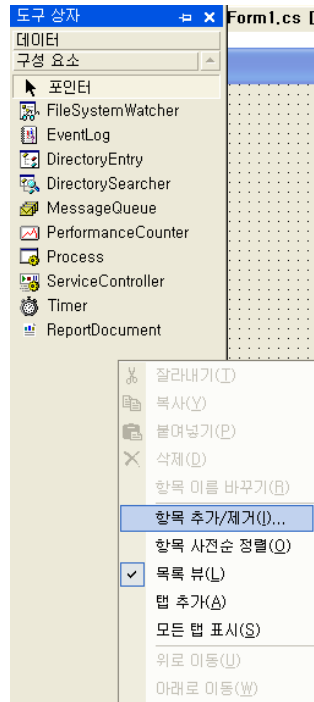 도구 상자
Form1.cs [
데이터
구성 요소
포인터
FileSystemWatcher
EventLog
DirectoryEntry
DirectorySearcher
MessageQueue
PerformanceCounter
Process
ServiceController
Timer
ReportDocument
잘라내기(T)
복사(Y)
붙여넣기(P)
삭제(D)
항목 이름 바꾸기(R)
항목 추가/제거(I)...
항목 사전순 정렬(O)
목록 뷰(L)
탭 추가(A)
모든 탭 표시(S)
위로 이동(U)
아래로 이동(W)